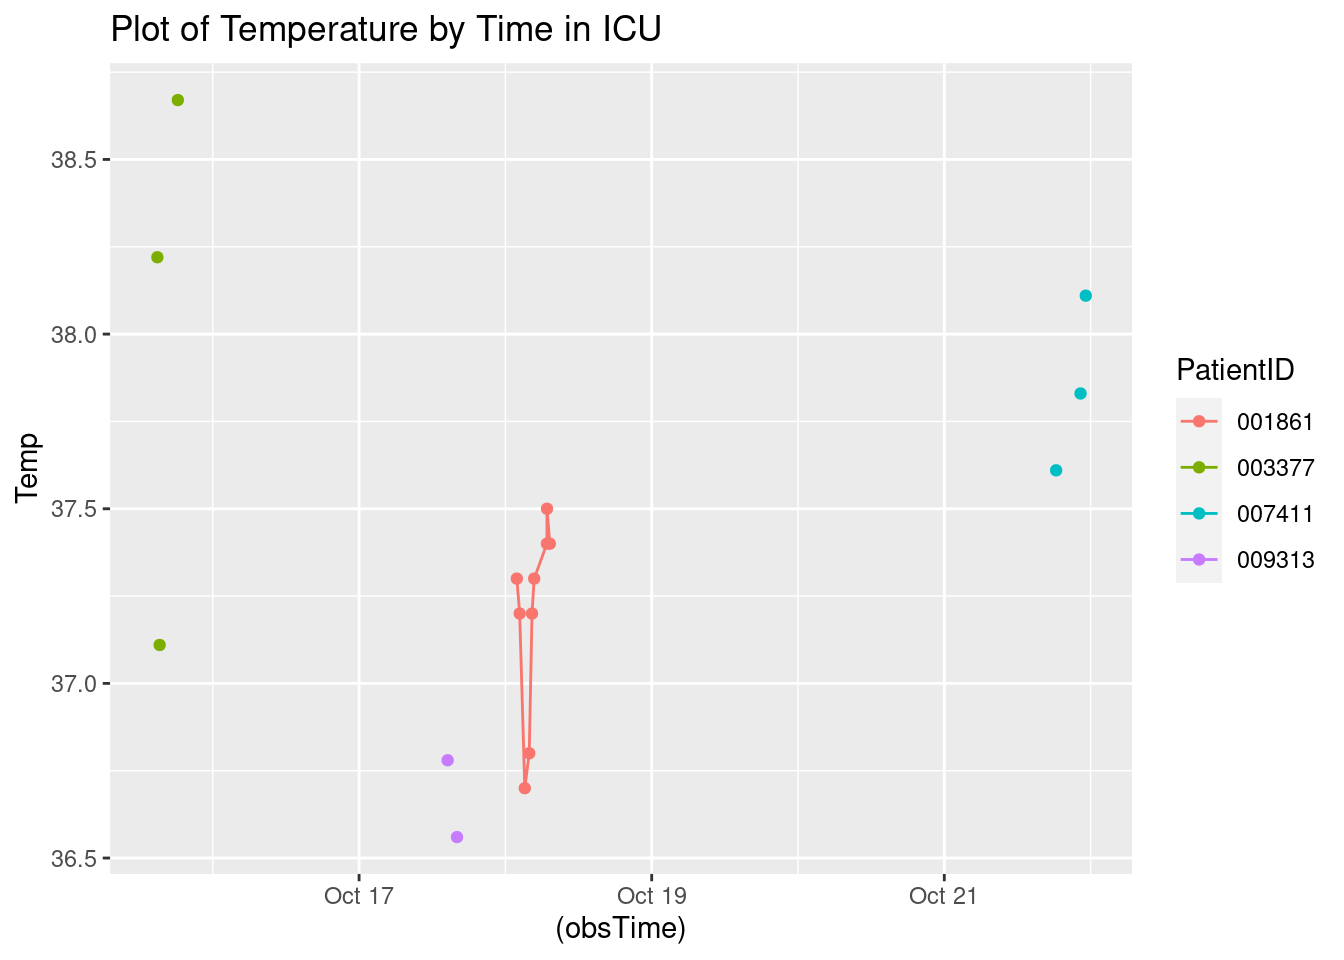 Plot of Temperature by Time in ICU
38.5
38.0
37.5
37.0
36.5
Temp
Oct 17
Oct 19
Oct 21
(obsTime)
PatientID
001861
003377
007411
009313